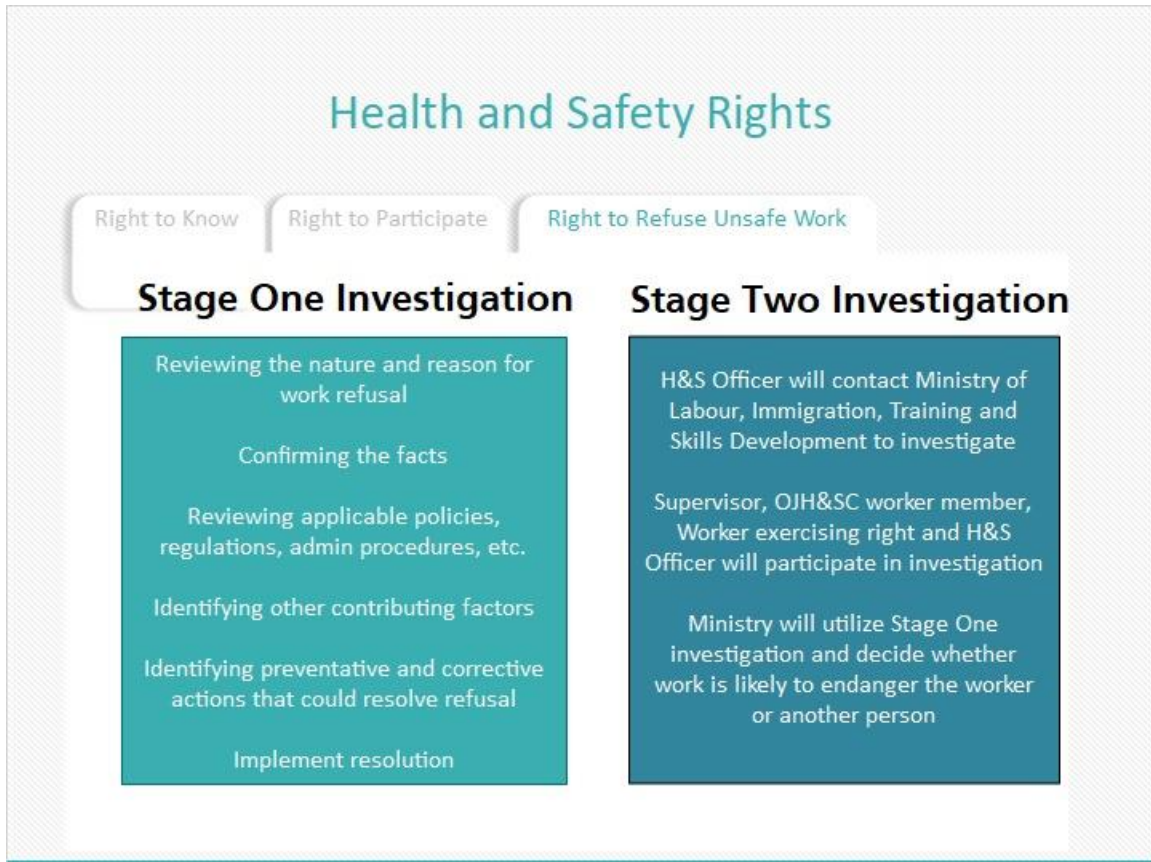 Health and Safety Rights
Right to Know
Right to Participate
Right to Refuse Unsafe Work
Stage One Investigation
Reviewing the nature and reason for
work refusal
Confirming the facts
Reviewing applicable policies,
regulations, admin procedures, etc.
Identifying other contributing factors
Identifying preventative and corrective
actions that could resolve refusal
Implement resolution
Stage Two Investigation
H&S Officer will contact Ministry of
Labour, Immigration, Training and
Skills Development to investigate
Supervisor, OJH&SC worker member,
Worker exercising right and H&S
Officer will participate in investigation
Ministry will utilize Stage One
investigation and decide whether
work is likely to endanger the worker
or another person